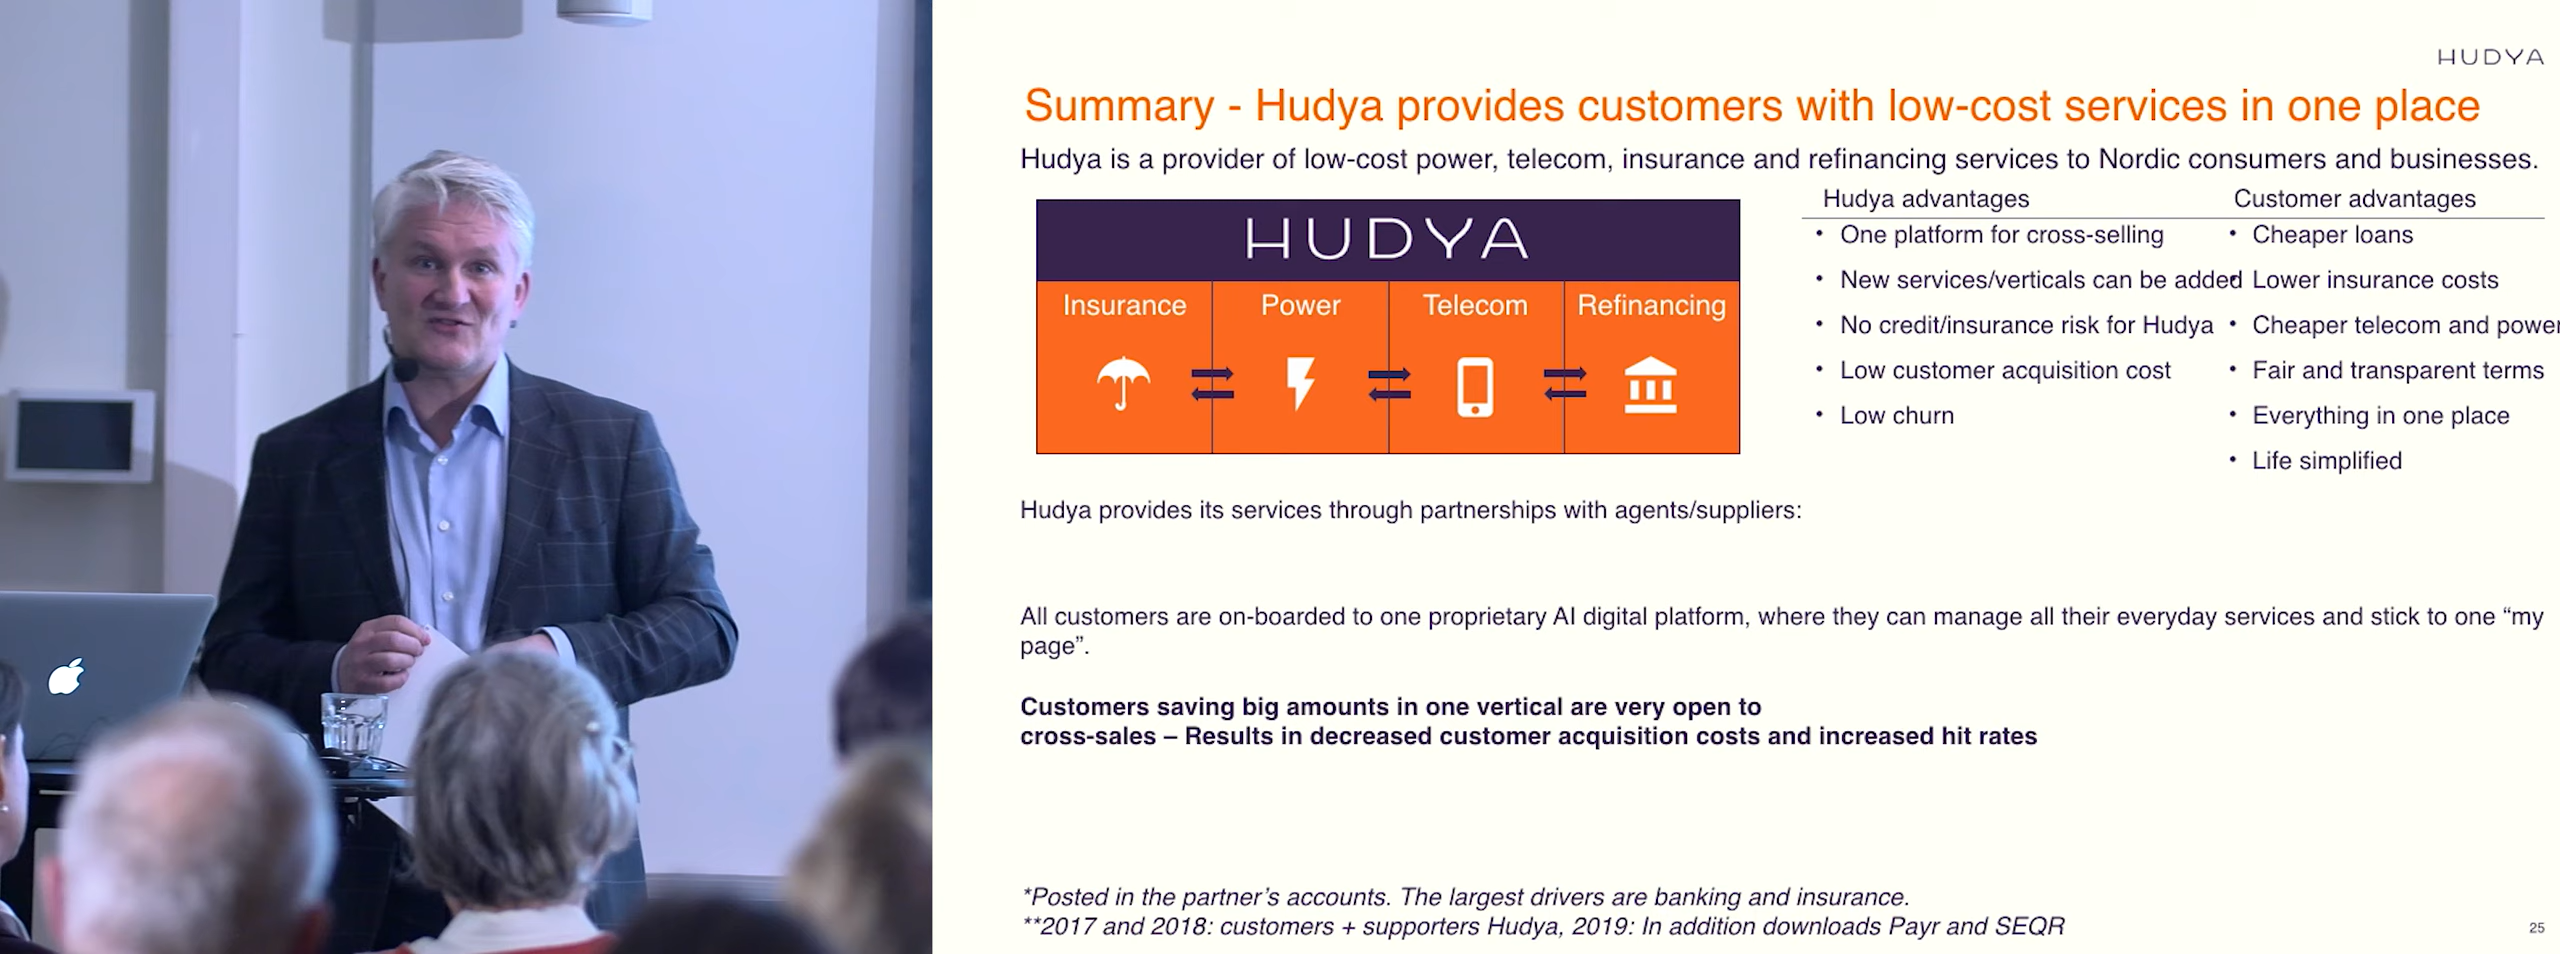 HUDYA
Summary - Hudya provides customers with low-cost services in one place
Hudya is a provider of low-cost power, telecom, insurance and refinancing services to Nordic consumers and businesses.
HUDYA
Insurance Power Telecom Refinancing
Hudya advantages
• One platform for cross-selling
• New services/verticals can be added
• No credit/insurance risk for Hudya
• Low customer acquisition cost
• Low churn
Customer advantages
• Cheaper loans
• Lower insurance costs
• Cheaper telecom and power
• Fair and transparent terms
• Everything in one place
• Life simplified
Hudya provides its services through partnerships with agents/suppliers:
All customers are on-boarded to one proprietary AI digital platform, where they can manage all their everyday services and stick to one “my
page”.
Customers saving big amounts in one vertical are very open to
cross-sales – Results in decreased customer acquisition costs and increased hit rates
*Posted in the partner’s accounts. The largest drivers are banking and insurance.
**2017 and 2018: customers + supporters Hudya, 2019: In addition downloads Payr and SEQR
25